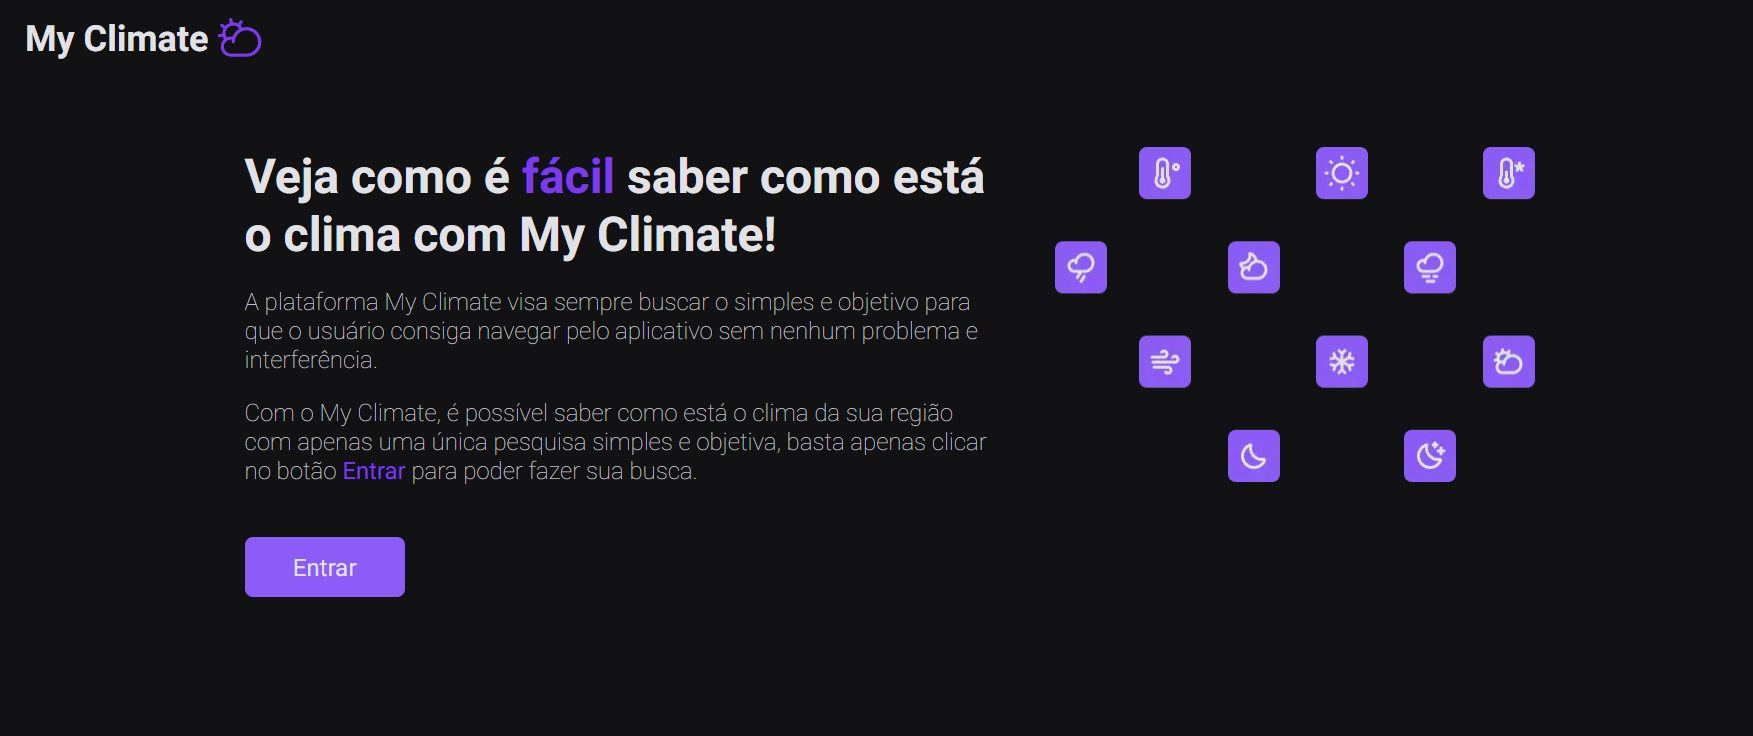 My Climate
Veja como é fácil saber como está
o clima com My Climate!
A plataforma My Climate visa sempre buscar o simples e objetivo para
que o usuário consiga navegar pelo aplicativo sem nenhum problema e
interferência.
Com o My Climate, é possível saber como está o clima da sua região
com apenas uma única pesquisa simples e objetiva, basta apenas clicar
no botão Entrar para poder fazer sua busca.
Entrar